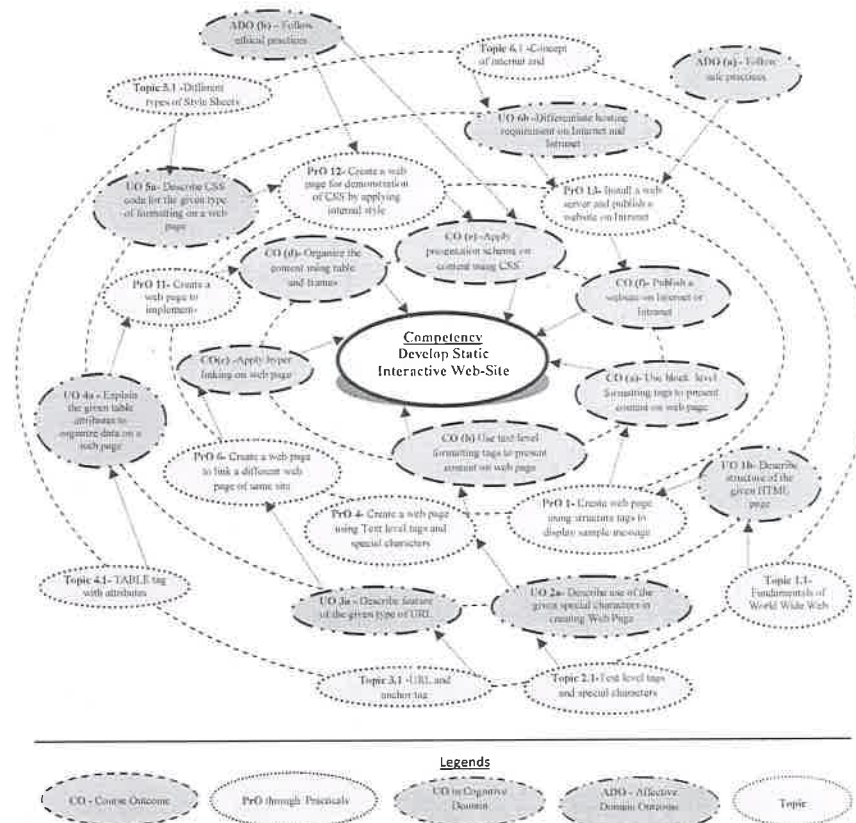 ADO (b) - Follow
ethical practices
Topic 6.1 -Concept
of internet and
ADO (a) - Follow
safe practices
Topic 5.1 -Different
types of Style Sheets
UO 6b -Differentiate hosting
requirement on Internet and
Intranet
PrO 12- Create a web
page for demonstration
of CSS by applying
internal style
PrO 13- Install a web
server and publish a
website on Internet
UO 5a- Describe CSS
code for the given type
of formatting on a web
page
CO (d)- Organize the
content using table
and frames
CO (e) -Apply
presentation scheme on
content using CSS
PrO 11- Create a
web page to
implement-
CO (f)- Publish a
website on Internet or
Intranet
Competency
Develop Static
Interactive Web-Site
CO(c) -Apply hyper
linking on web page
CO (a)- Use block level
formatting tags to present
content on web page
UO 4a - Explain
the given table
attributes to
organize data on a
web page
CO (b) Use text level
formatting tags to present
content on web page
PrO 6- Create a web page
to link a different web
page of same site
UO 1b- Describe
structure of the
given HTML
page
PrO 4- Create a web page
using Text level tags and
special characters
PrO 1- Create web page
using structure tags to
display sample message
Topic 4.1- TABLE tag
with attributes
UO 3a - Describe feature
of the given type of URL
UO 2a- Describe use of the
given special characters in
creating Web Page
Topic 1.1-
Fundamentals of
World Wide Web
Topic 3.1 -URL and
anchor tag
Topic 2.1-Text level tags
and special characters
Legends
CO - Course Outcome
PrO through Practicals
UO in Cognitive
Domain
ADO - Affective
Domain Outcome
Topic